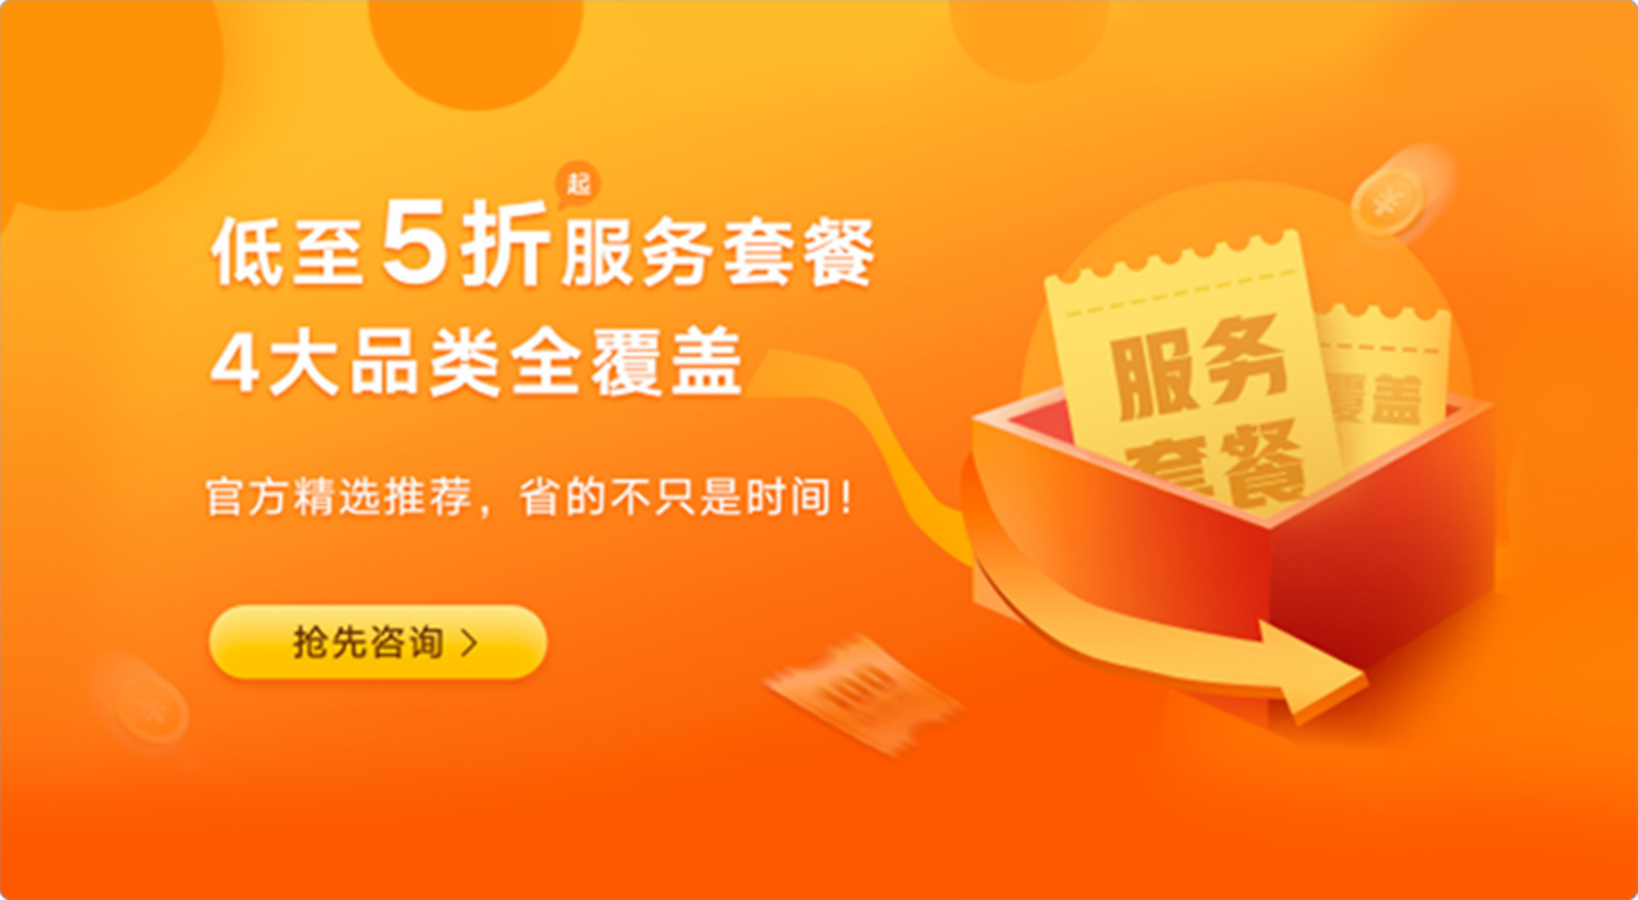 低至5折起服务套餐
4大品类全覆盖
官方精选推荐，省的不只是时间！
抢先咨询 >
服务
套餐
覆盖